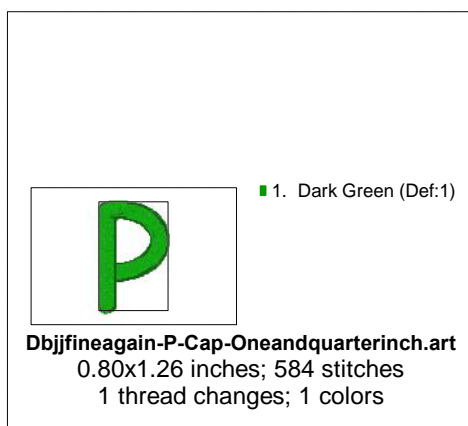 1. Dark Green (Def:1)
P
Dbjjfineagain-P-Cap-Oneandquarterinch.art
0.80x1.26 inches; 584 stitches
1 thread changes; 1 colors